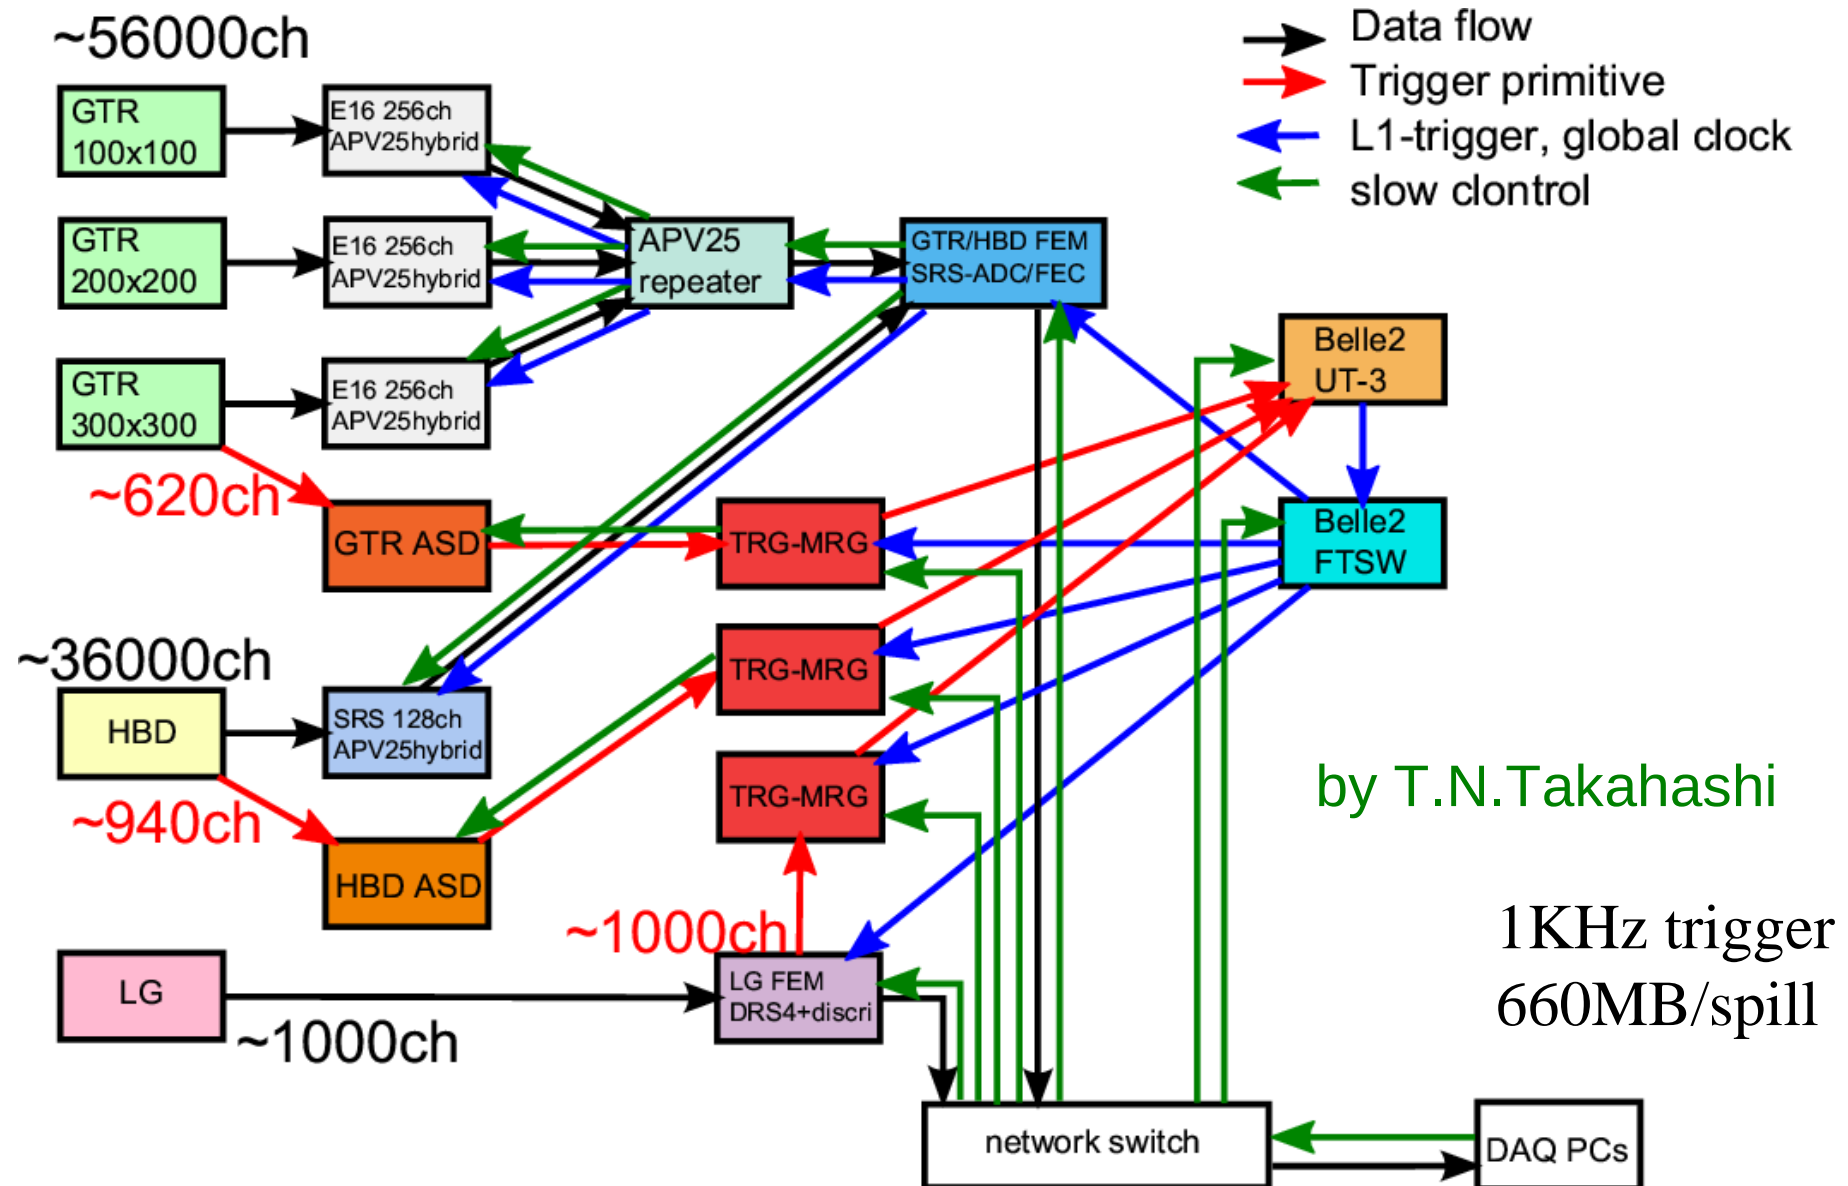 ~56000ch
Data flow
Trigger primitive
L1-trigger, global clock
slow clontrol
GTR
100x100
E16 256ch
APV25hybrid
GTR
200x200
E16 256ch
APV25hybrid
APV25
repeater
GTR/HBD FEM
SRS-ADC/FEC
GTR
300x300
E16 256ch
APV25hybrid
Belle2
UT-3
~620ch
GTR ASD
TRG-MRG
Belle2
FTSW
~36000ch
HBD
SRS 128ch
APV25hybrid
TRG-MRG
~940ch
HBD ASD
TRG-MRG
by T.N.Takahashi
~1000ch
LG
~1000ch
LG FEM
DRS4+discri
1KHz trigger
660MB/spill
network switch
DAQ PCs